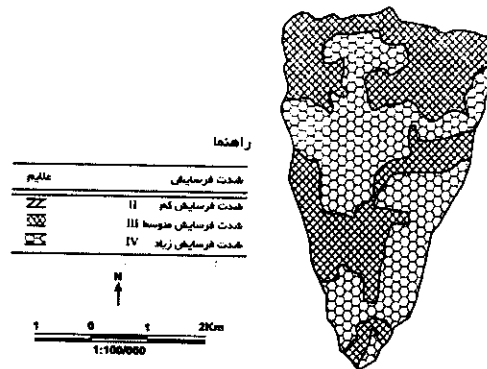 راهنما
شدت فرسایش علایم
شدت فرسایش کم II
شدت فرسایش متوسط III
شدت فرسایش زیاد IV
N
1 0 1 2Km
1:100/000